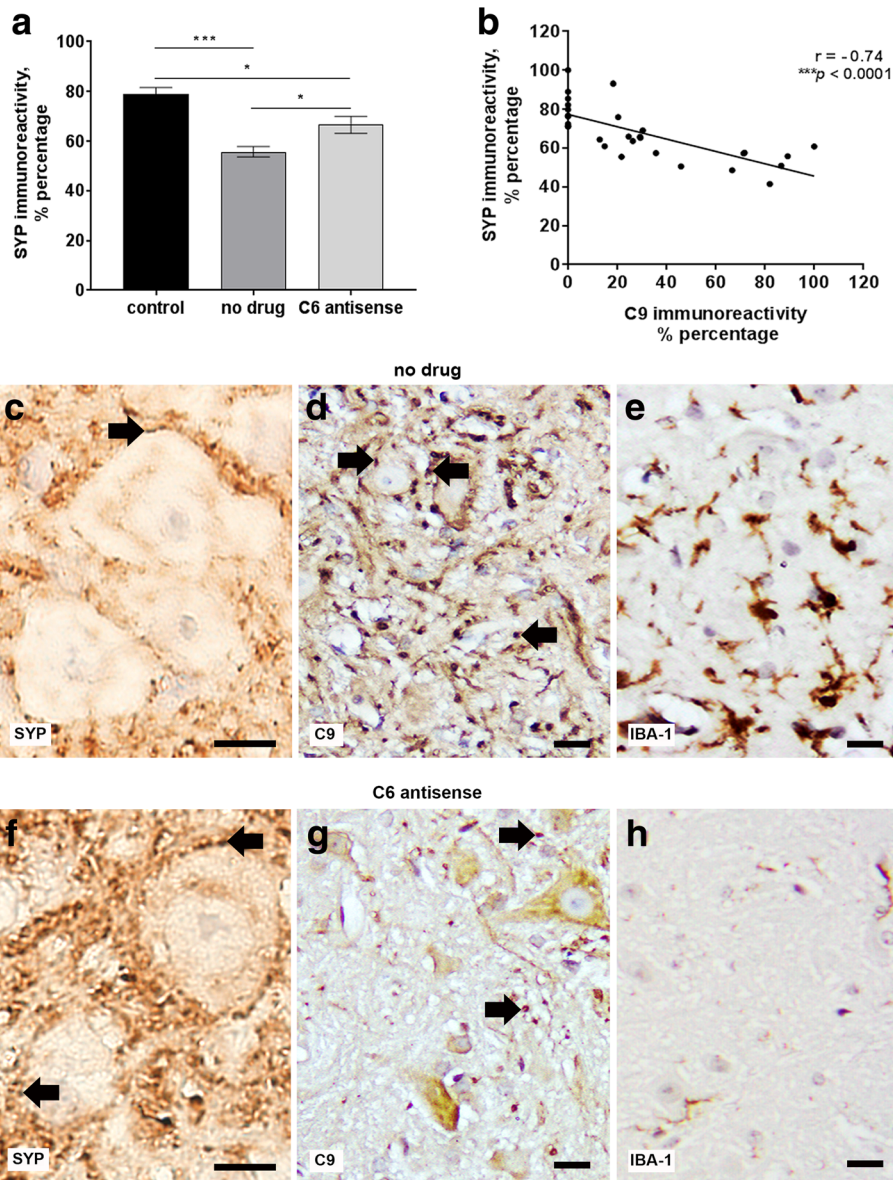 a
SYP immunoreactivity,
% percentage
100
80
60
40
20
0
***
*
*
control
no drug
C6 antisense
b
SYP immunoreactivity,
% percentage
120
100
80
60
40
20
0
r = -0.74
***p < 0.0001
0
20
40
60
80
100
120
C9 immunoreactivity
% percentage
no drug
c
SYP
d
C9
e
IBA-1
C6 antisense
f
SYP
g
C9
h
IBA-1